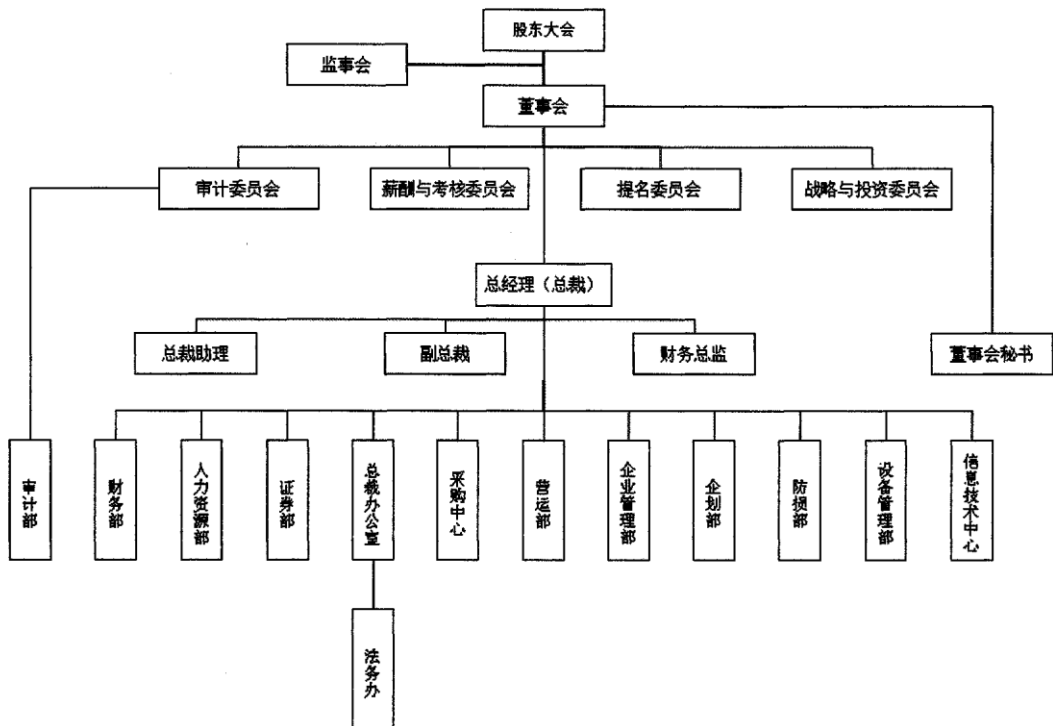 股东大会
监事会
董事会
审计委员会
薪酬与考核委员会
提名委员会
战略与投资委员会
总经理（总裁）
总裁助理
副总裁
财务总监
董事会秘书
审计部
财务部
人力资源部
证券部
总裁办公室
采购中心
营运部
企业管理部
企划部
防损部
设备管理部
信息技术中心
法务办